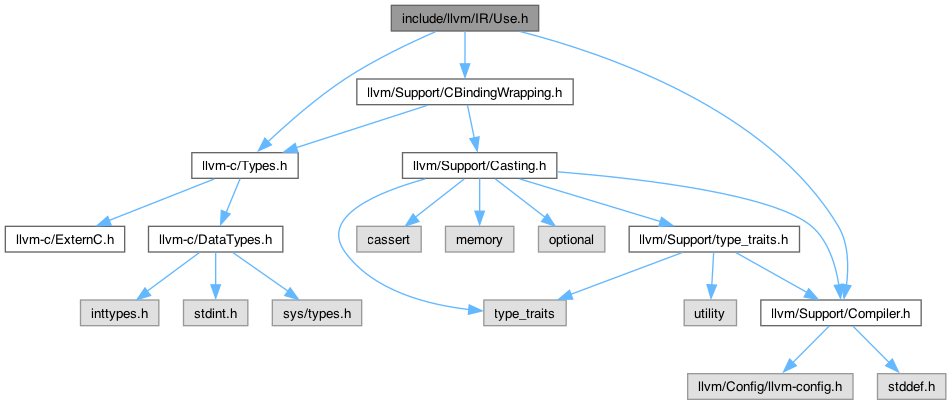 include/llvm/IR/Use.h
llvm/Support/CBindingWrapping.h
llvm-c/Types.h
llvm/Support/Casting.h
llvm-c/ExternC.h
llvm-c/DataTypes.h
cassert
memory
optional
llvm/Support/type_traits.h
inttypes.h
stdint.h
sys/types.h
type_traits
utility
llvm/Support/Compiler.h
llvm/Config/llvm-config.h
stddef.h